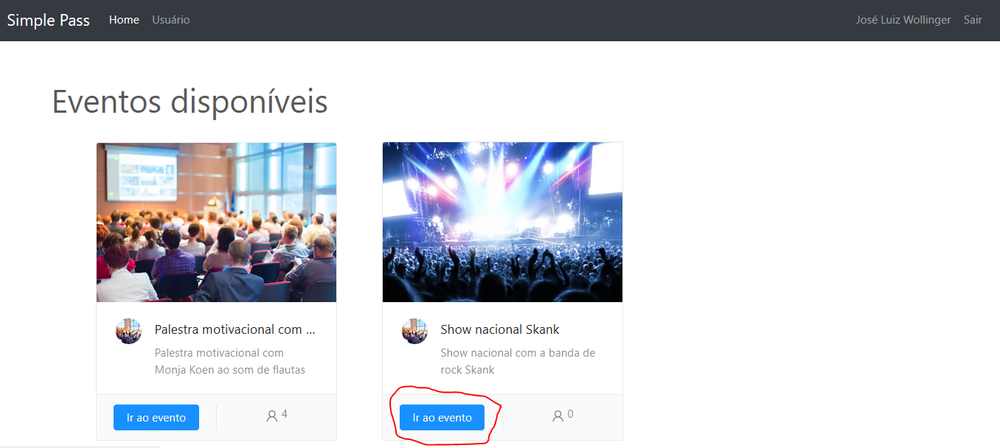 Simple Pass Home Usuário José Luiz Wollinger Sair
Eventos disponíveis
Palestra motivacional com ...
Palestra motivacional com
Monja Koen ao som de flautas
Ir ao evento 4
Show nacional Skank
Show nacional com a banda de
rock Skank
Ir ao evento 0